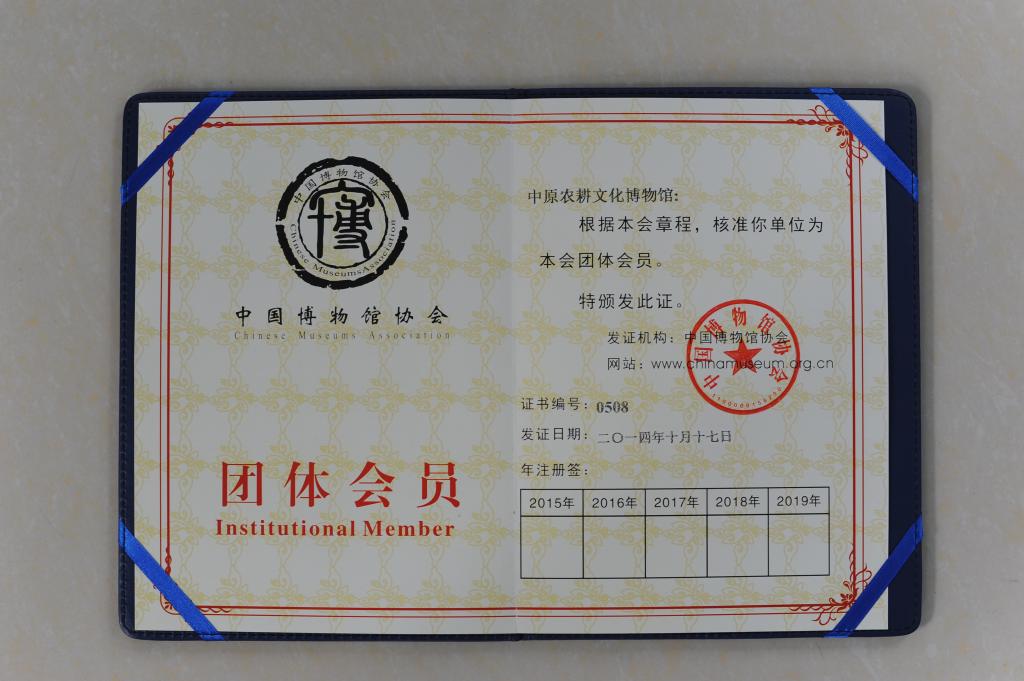 中国博物馆协会
博
Chinese Museums Association
中国博物馆协会
Chinese Museums Association
团体会员
Institutional Member
中原农耕文化博物馆:
根据本会章程，核准你单位为
本会团体会员。
特颁发此证。
发证机构：中国博物馆协会
网站：www.chinamuseum.org.cn
中国博物馆协会
证书编号：0508
发证日期：二〇一四年十月十七日
年注册签：
2015年 2016年 2017年 2018年 2019年